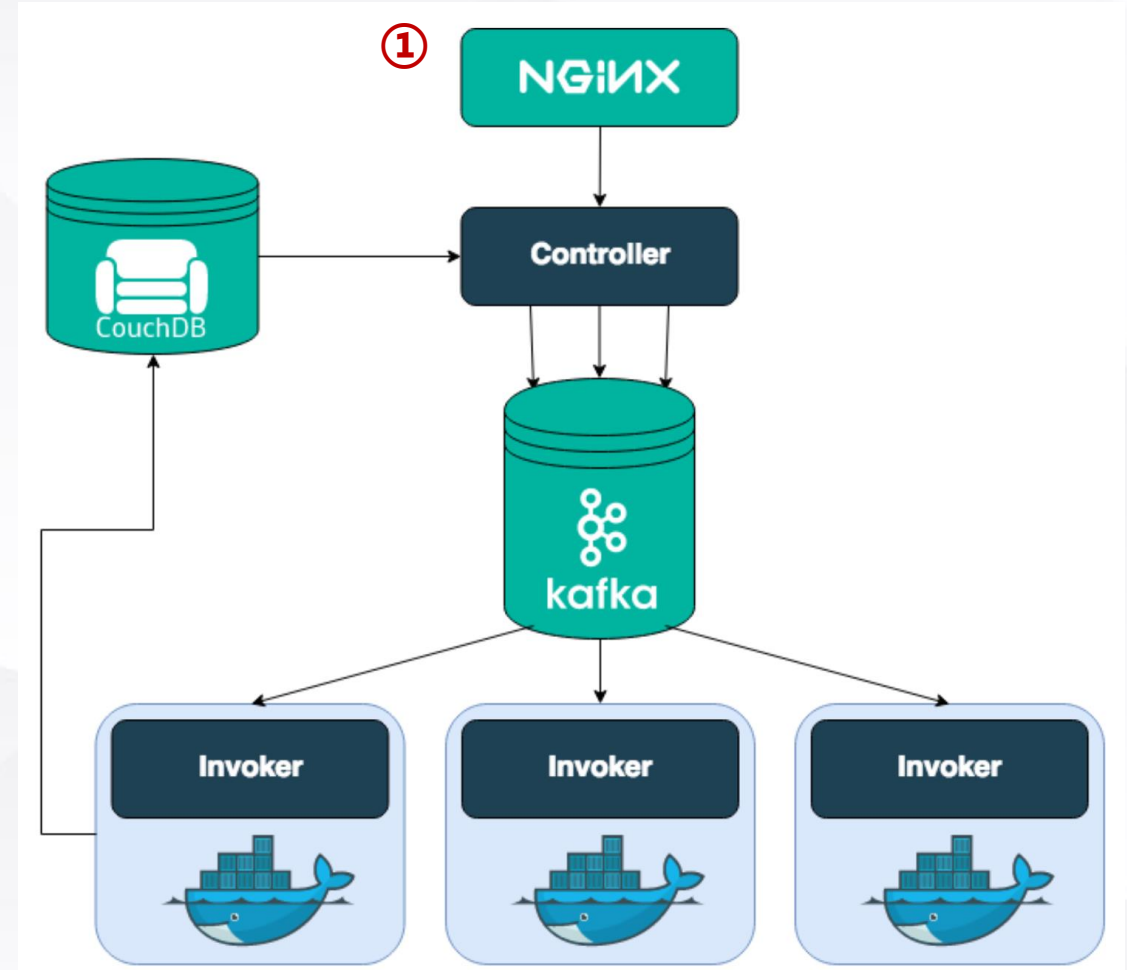 ①
NGiNX
Controller
CouchDB
kafka
Invoker
Invoker
Invoker